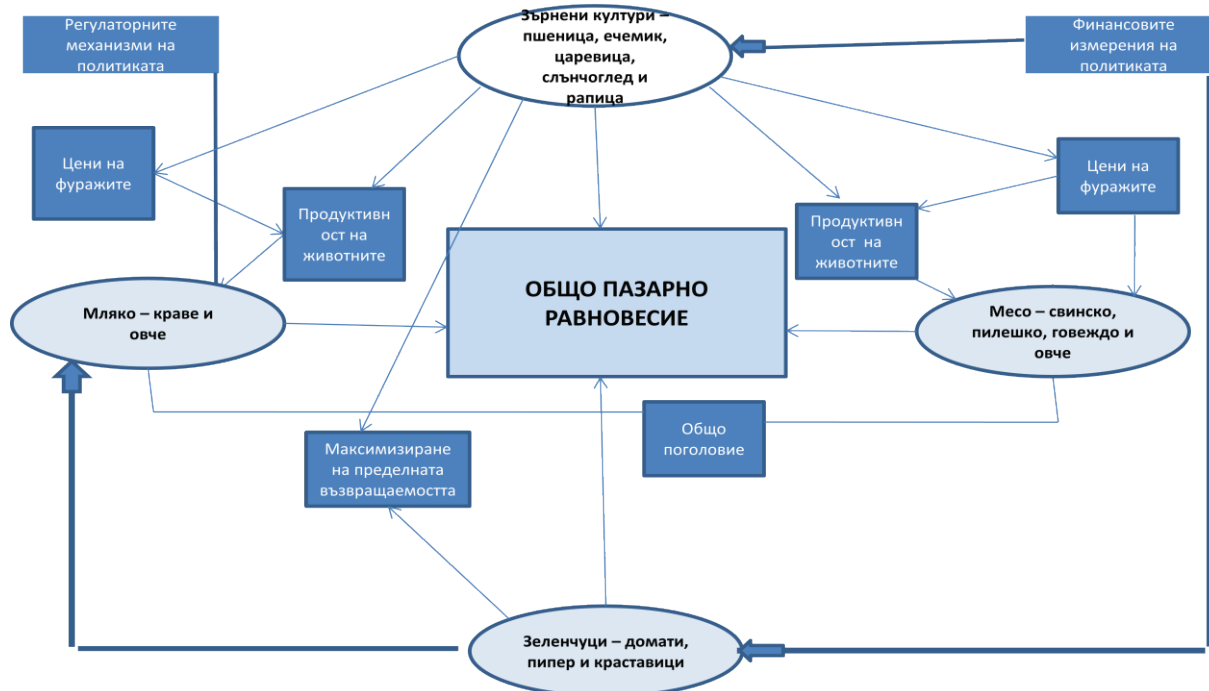 Регулаторните
механизми на
политиката
Зърнени култури –
пшеница, ечемик,
царевица,
слънчоглед и
рапица
Финансовите
измерения на
политиката
Цени на
фуражите
Продуктивн
ост на
животните
Продуктивн
ост на
животните
Цени на
фуражите
ОБЩО ПАЗАРНО
РАВНОВЕСИЕ
Мляко – краве и
овче
Месо – свинско,
пилешко, говеждо и
овче
Максимизиране
на пределната
възвращаемостта
Общо
поголовие
Зеленчуци – домати,
пипер и краставици